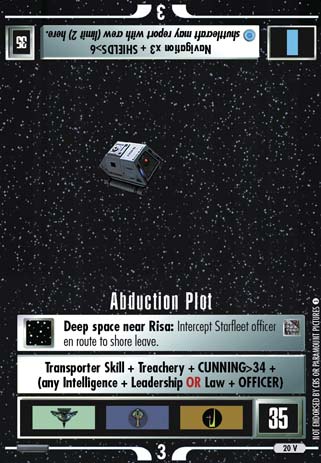 3
35
Navigation x3 + SHIELDS>6
shuttlecraft may report with crew (limit 2) here.
Abduction Plot
Deep space near Risa: Intercept Starfleet officer
en route to shore leave.
Transporter Skill + Treachery + CUNNING>34 +
(any Intelligence + Leadership OR Law + OFFICER)
35
3
20 V
NOT ENDORSED BY CBS OR PARAMOUNT PICTURES